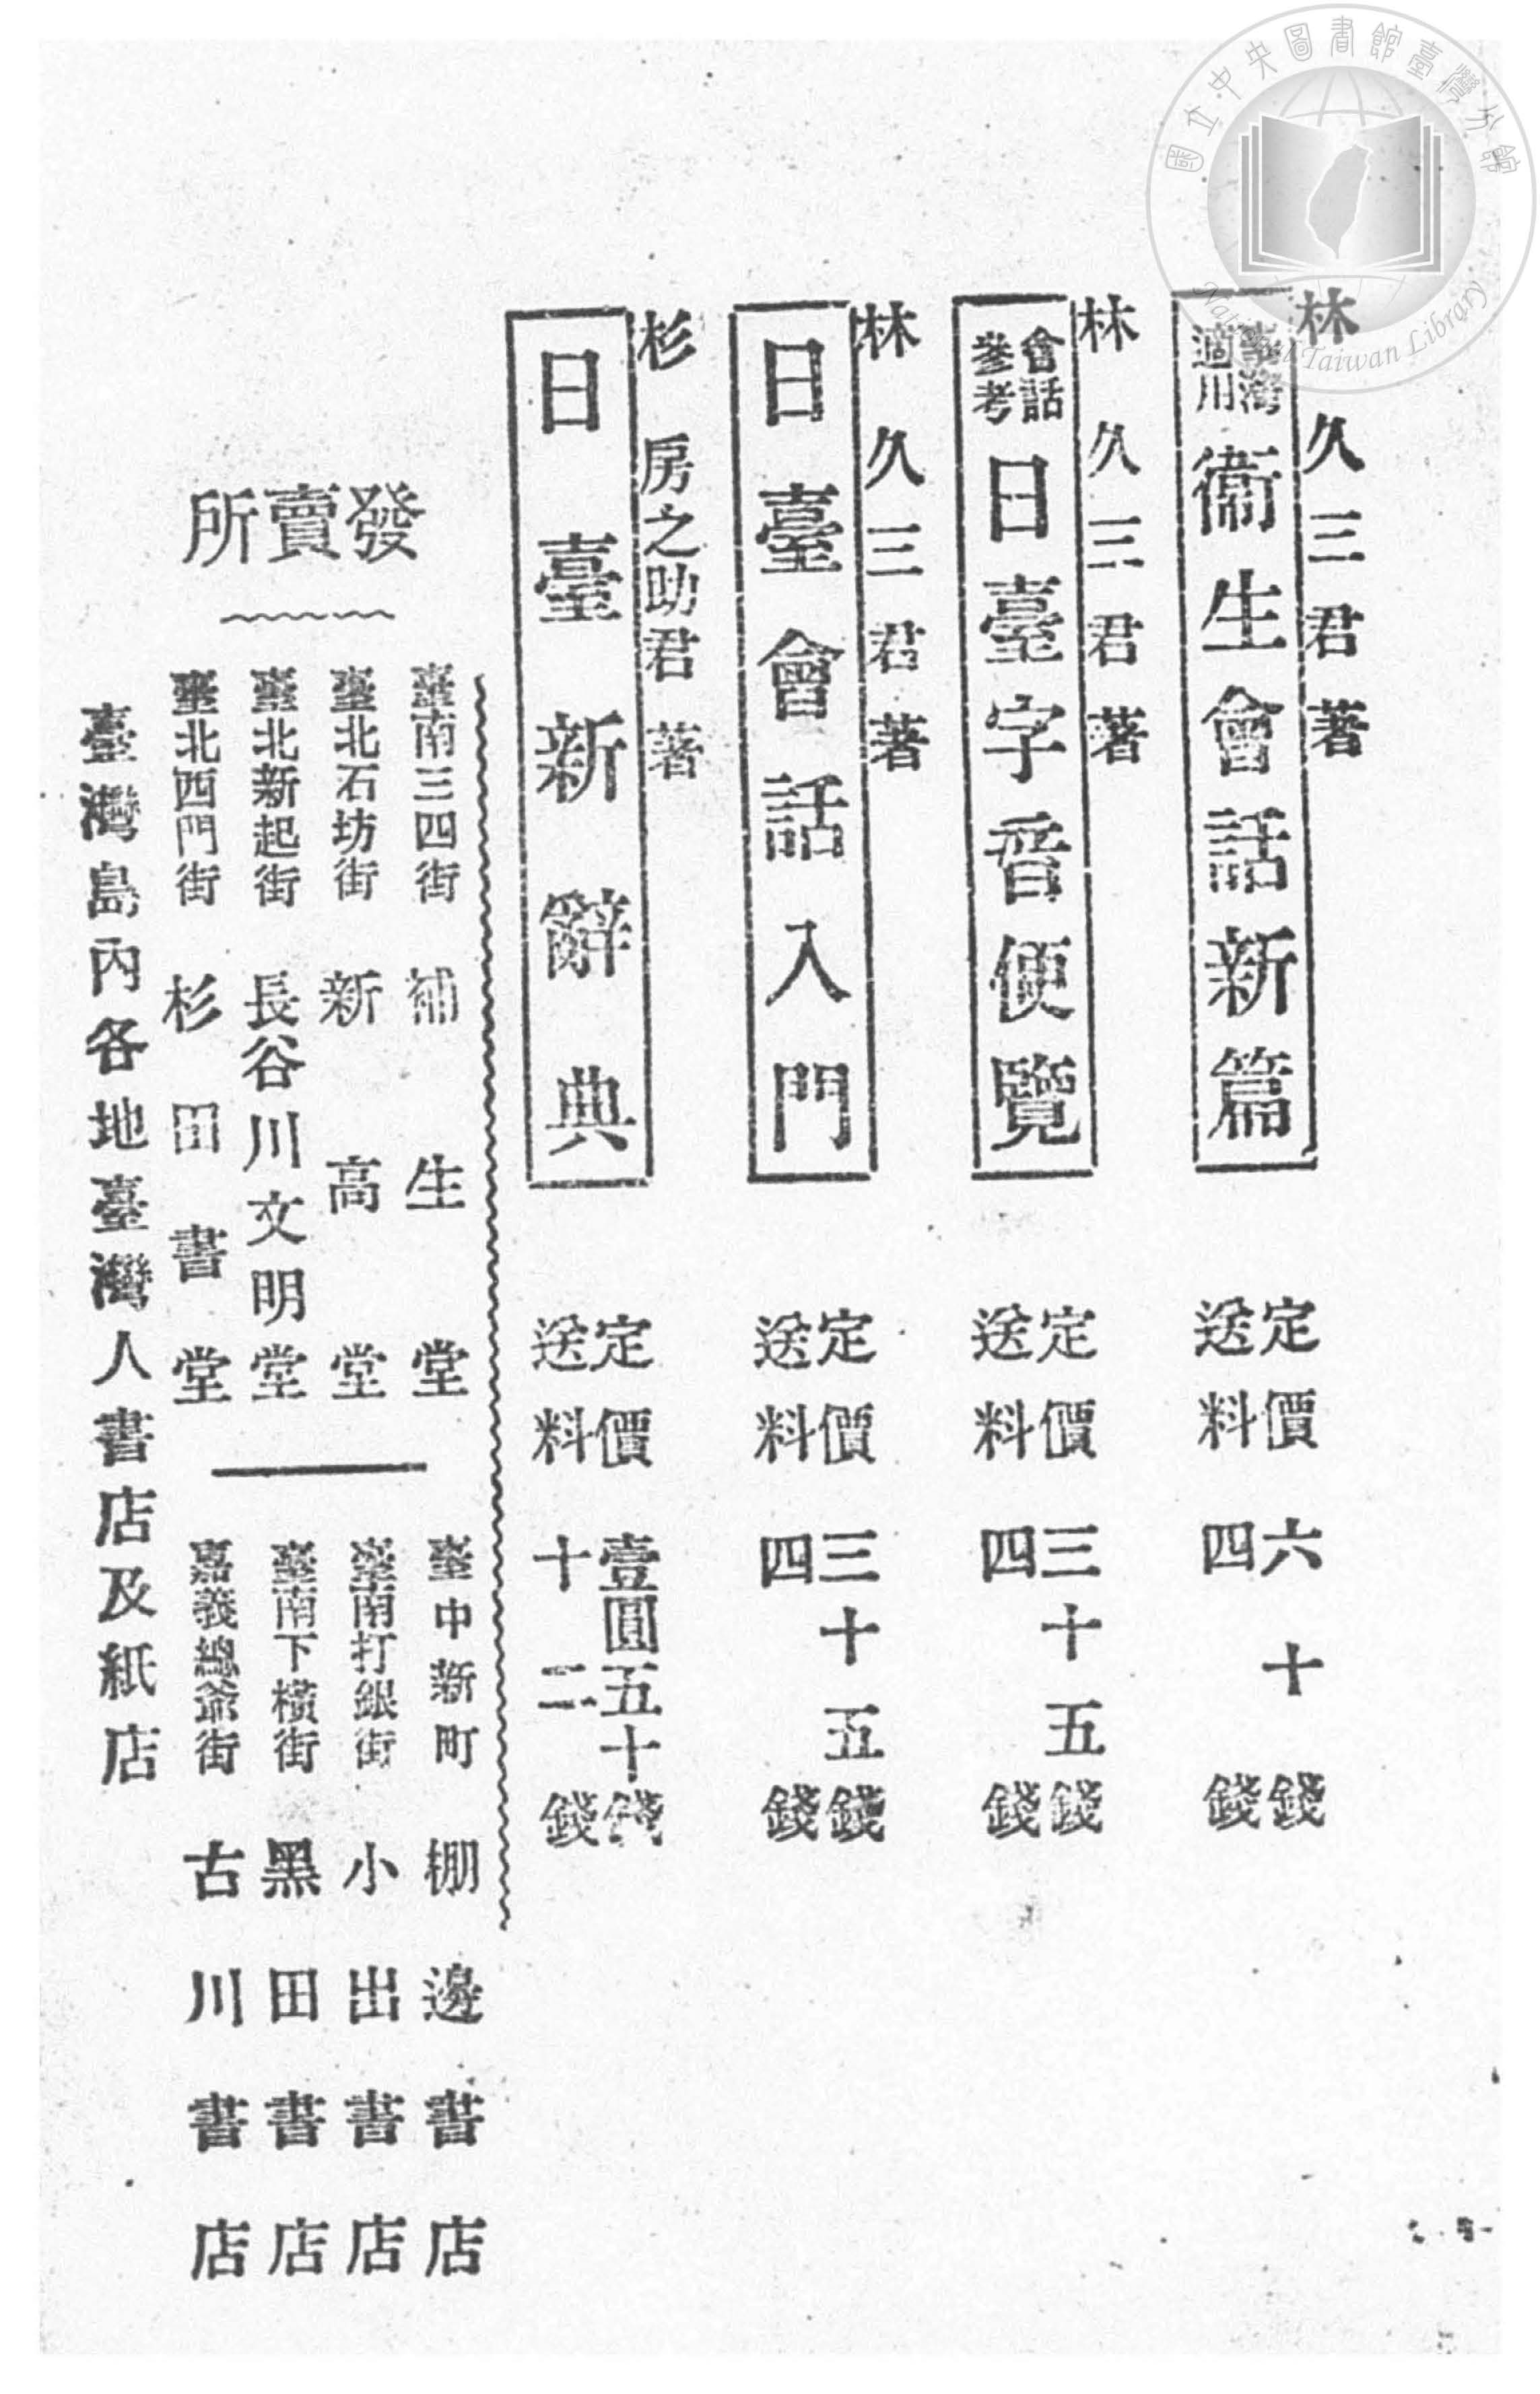 國立中央圖書館臺灣分館
National Taiwan Library
林久三君著
臺灣適用 衞生會話新篇
定價六十錢
送料四錢
林久三君著
會話參考 日臺字音便覽
定價三十五錢
送料四錢
林久三君著
日臺會話入門
定價三十五錢
送料四錢
杉房之助君著
日臺新辭典
定價壹圓五十錢
送料十二錢
發賣所
臺南三四街 補生堂
臺北石坊街 新高堂
臺北新起街 長谷川文明堂
臺北西門街 杉田書堂
臺中新町 棚邊書店
臺南打銀街 小出書店
臺南下橫街 黑田書店
嘉義總爺街 古川書店
臺灣島內各地臺灣人書店及紙店